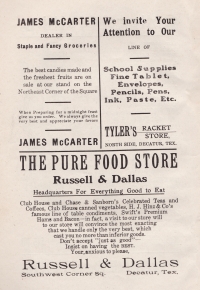 JAMES McCARTER
DEALER IN
Staple and Fancy Groceries
The best candies made and
the freshest fruits are on
sale at our stand on the
Northeast Corner of the Square
When Preparing for a midnight feast
give us your order. We always give the
very best and appreciate your favors
JAMES McCARTER
We Invite Your
Attention to Our
LINE OF
School Supplies
Fine Tablet,
Envelopes,
Pencils, Pens,
Ink, Paste, Etc.
TYLER'S RACKET STORE,
NORTH SIDE, DECATUR, TEX.
THE PURE FOOD STORE
Russell & Dallas
Headquarters For Everything Good to Eat
Club House and Chase & Sanborn's Celebrated Teas and
Coffees, Club House canned vegetables, H. J. Hinz & Co's
famous line of table condiments, Swift's Premium
Hams and Bacon - in fact, a visit to our store will
to our store will convince the most exacting
that we handle only the very best, which
cost you no more than inferior goods.
Don't accept "just as good"
Insist on having the best.
Your, anxious to please,
Russell & Dallas
Southwest Corner Sq. Decatur, Tex.